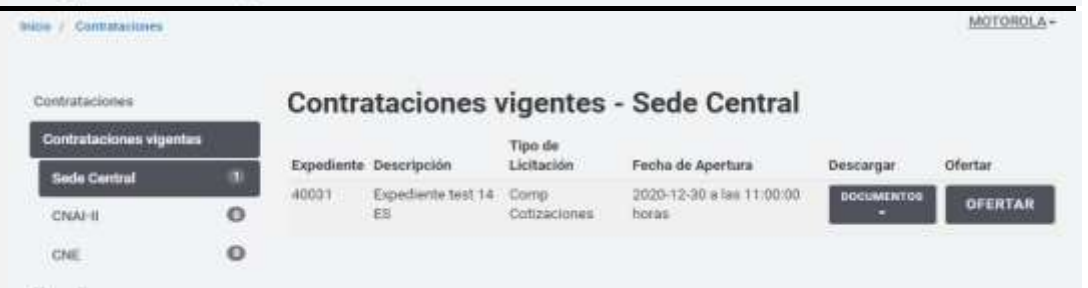 Inicio / Contrataciones
MOTOROLA
Contrataciones
Contrataciones vigentes
Sede Central 1
CNAI-II 0
CNE 0
Contrataciones vigentes - Sede Central
Expediente Descripción Tipo de Licitación Fecha de Apertura Descargar Ofertar
40031 Expediente test 14 ES Comp Cotizaciones 2020-12-30 a las 11:00:00 horas DOCUMENTOS OFERTAR